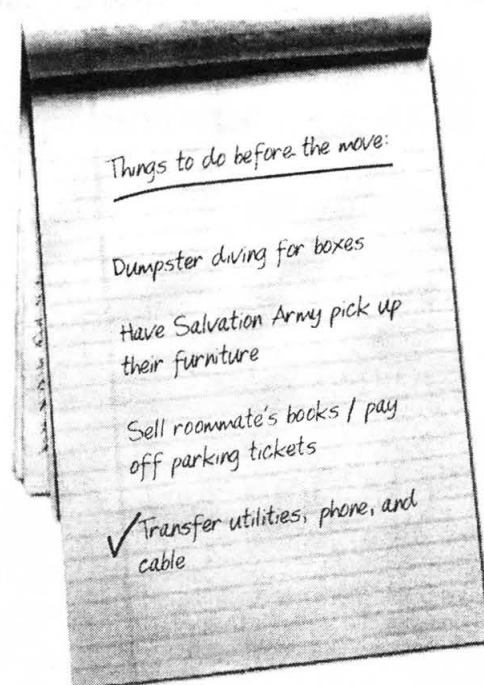 Things to do before the move:
Dumpster diving for boxes
Have Salvation Army pick up
their furniture
Sell roommate's books / pay
off parking tickets
✓ Transfer utilities, phone, and
cable